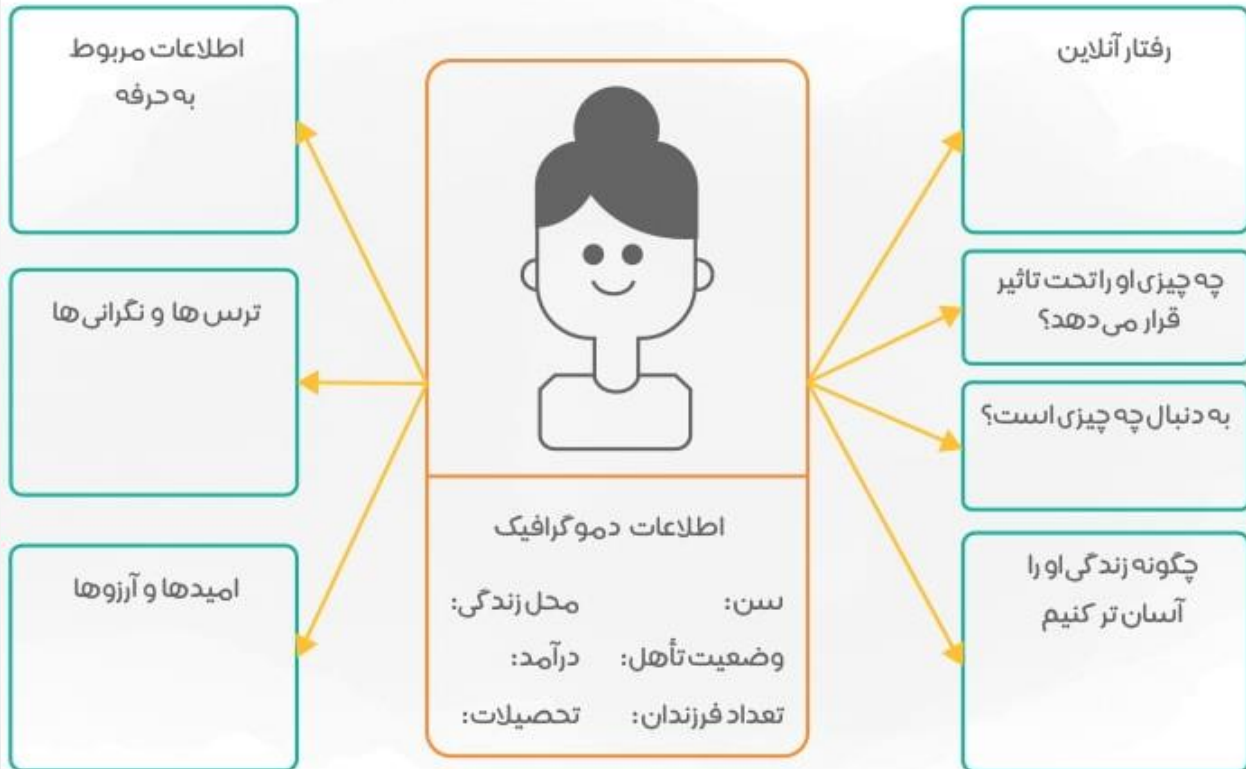 رفتار آنلاین
چه چیزی او را تحت تاثیر
قرار می‌دهد؟
به دنبال چه چیزی است؟
چگونه زندگی او را
آسان تر کنیم
اطلاعات دموگرافیک
سن: محل زندگی:
وضعیت تأهل: درآمد:
تعداد فرزندان: تحصیلات:
اطلاعات مربوط
به حرفه
ترس ها و نگرانی ها
امیدها و آرزوها